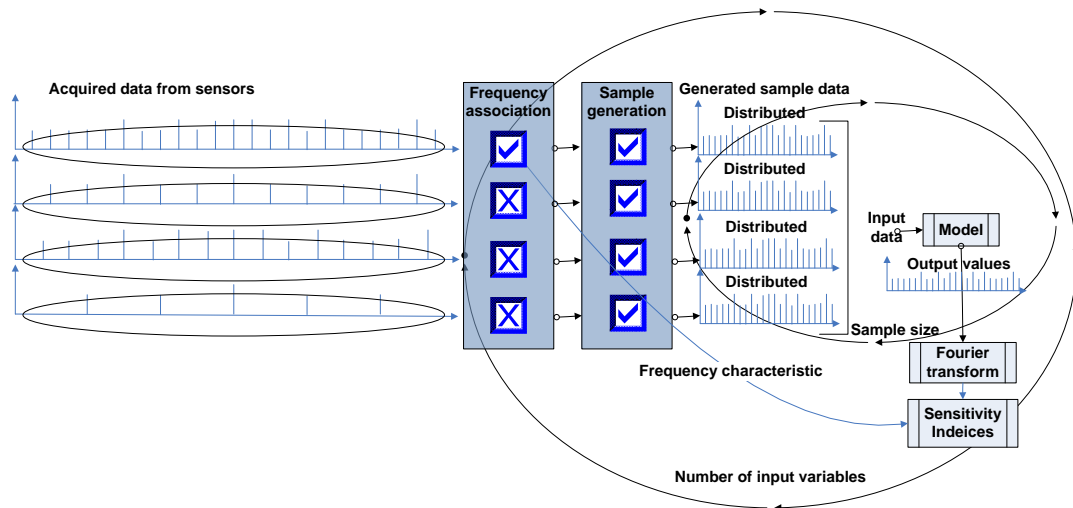 Acquired data from sensors
Frequency
association
Sample
generation
Generated sample data
Distributed
Distributed
Distributed
Distributed
Input
data
Model
Output values
Sample size
Fourier
transform
Frequency characteristic
Sensitivity
Indeices
Number of input variables